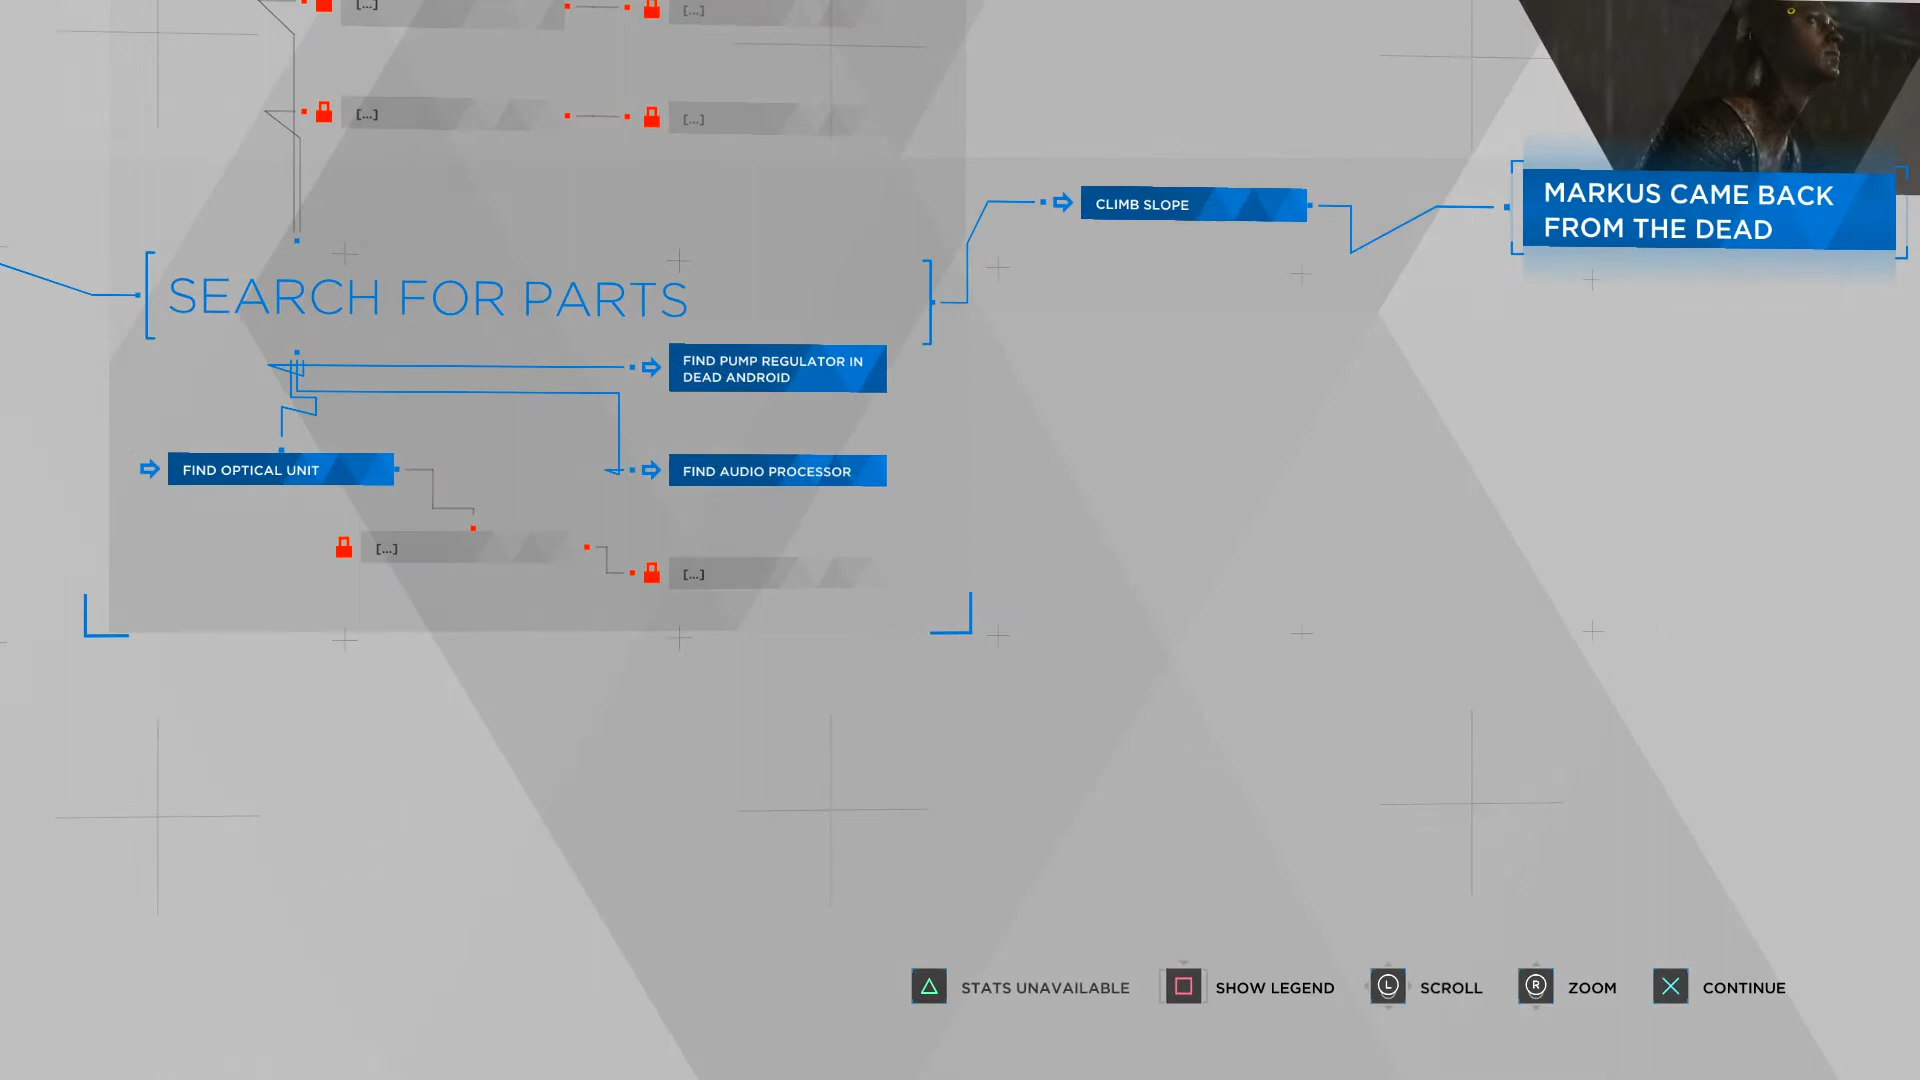 [...]
[...]
[...]
[...]
CLIMB SLOPE
MARKUS CAME BACK
FROM THE DEAD
SEARCH FOR PARTS
FIND PUMP REGULATOR IN
DEAD ANDROID
FIND OPTICAL UNIT
FIND AUDIO PROCESSOR
[...]
[...]
STATS UNAVAILABLE
SHOW LEGEND
L
SCROLL
R
ZOOM
CONTINUE